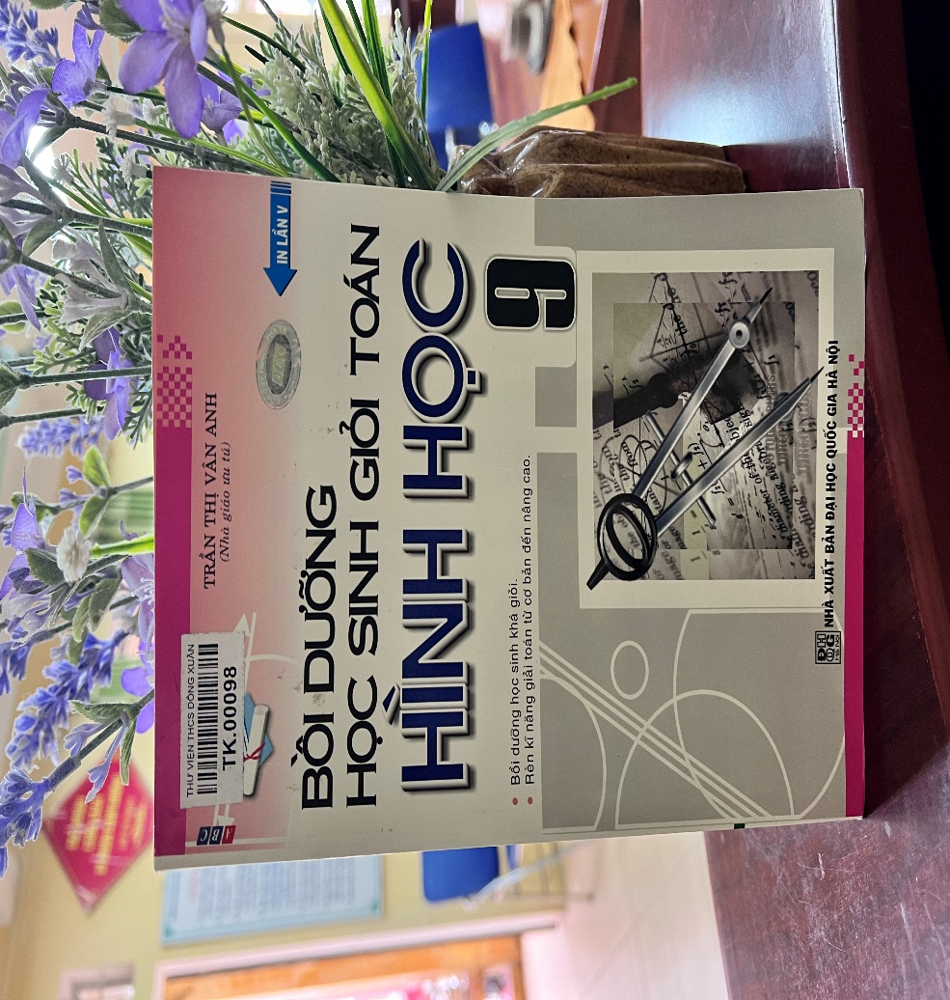 THƯ VIỆN THCS ĐỒNG XUÂN
TK.00098
ABC
TRẦN THỊ VÂN ANH
(Nhà giáo ưu tú)
IN LẦN V
BỒI DƯỠNG
HỌC SINH GIỎI TOÁN
HÌNH HỌC
6
Bồi dưỡng học sinh khá giỏi.
Rèn kĩ năng giải toán từ cơ bản đến nâng cao.
NHÀ XUẤT BẢN ĐẠI HỌC QUỐC GIA HÀ NỘI